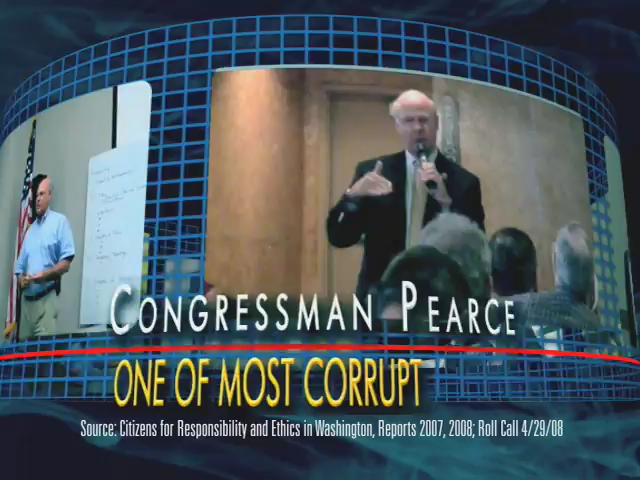 CONGRESSMAN PEARCE
ONE OF MOST CORRUPT
Source: Citizens for Responsibility and Ethics in Washington, Reports 2007, 2008; Roll Call 4/29/08